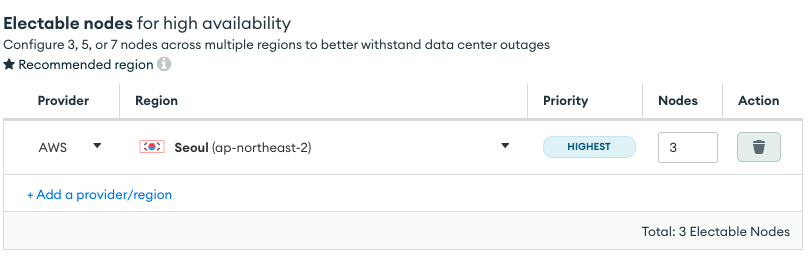 Electable nodes for high availability
Configure 3, 5, or 7 nodes across multiple regions to better withstand data center outages
★ Recommended region
Provider Region Priority Nodes Action
AWS Seoul (ap-northeast-2) HIGHEST 3
+ Add a provider/region
Total: 3 Electable Nodes